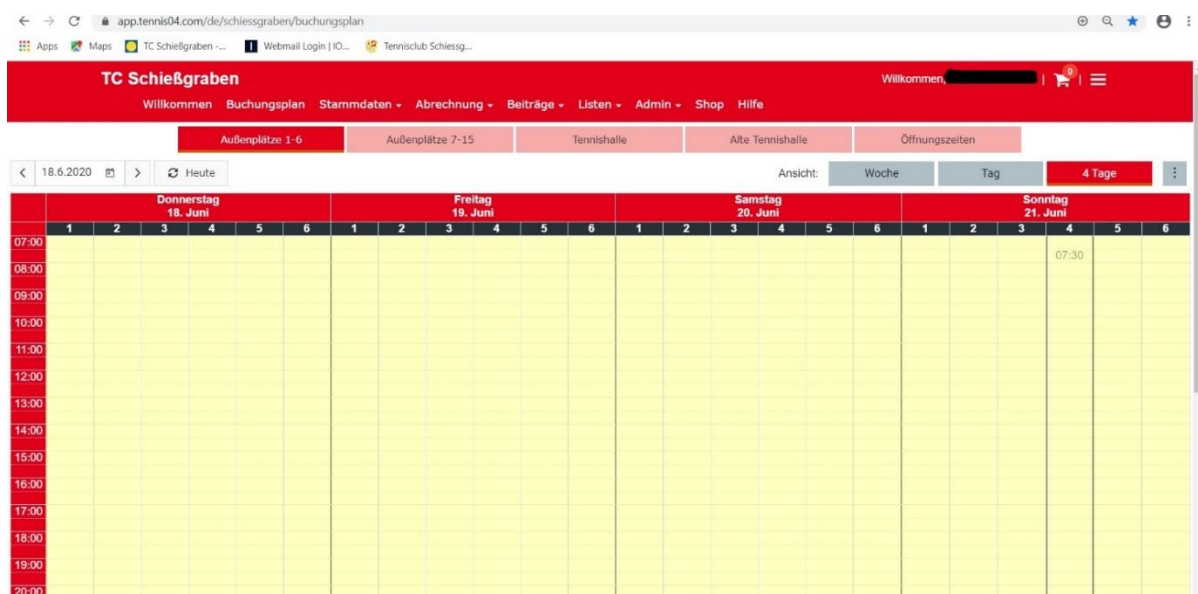 app.tennis04.com/de/schiessgraben/buchungsplan
Apps Maps TC Schießgraben -... Webmail Login | IO... Tennisclub Schiessg...
TC Schießgraben
Willkommen, | 0 |
Willkommen Buchungsplan Stammdaten Abrechnung Beiträge Listen Admin Shop Hilfe
Außenplätze 1-6 Außenplätze 7-15 Tennishalle Alte Tennishalle Öffnungszeiten
18.6.2020 Heute Ansicht: Woche Tag 4 Tage
Donnerstag Freitag Samstag Sonntag
18. Juni 19. Juni 20. Juni 21. Juni
1 2 3 4 5 6 1 2 3 4 5 6 1 2 3 4 5 6 1 2 3 4 5 6
07:00
07:30
08:00
09:00
10:00
11:00
12:00
13:00
14:00
15:00
16:00
17:00
18:00
19:00
20:00